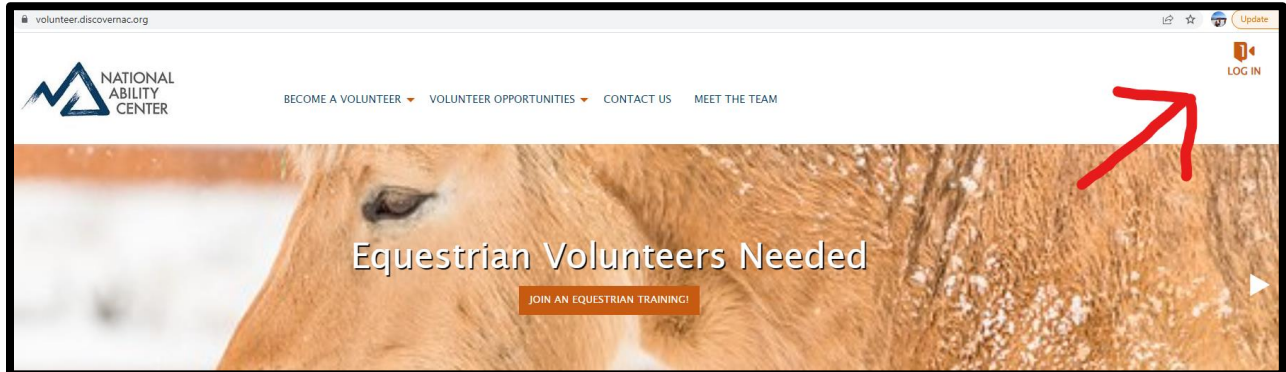 volunteer.discovernac.org
Update
LOG IN
NATIONAL
ABILITY
CENTER
BECOME A VOLUNTEER VOLUNTEER OPPORTUNITIES CONTACT US MEET THE TEAM
Equestrian Volunteers Needed
JOIN AN EQUESTRIAN TRAINING!